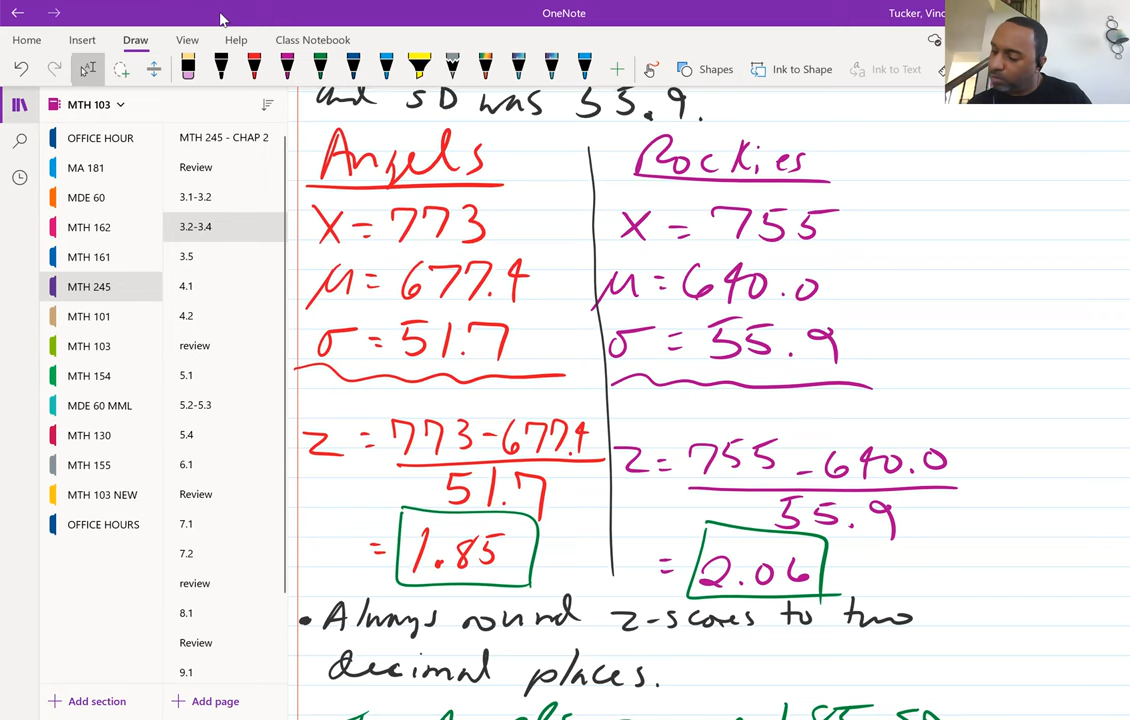 OneNote
Tucker, Vinc
Home Insert Draw View Help Class Notebook
Shapes Ink to Shape Ink to Text
MTH 103
OFFICE HOUR
MA 181
MDE 60
MTH 162
MTH 161
MTH 245
MTH 101
MTH 103
MTH 154
MDE 60 MML
MTH 130
MTH 155
MTH 103 NEW
OFFICE HOURS
Add section
MTH 245 - CHAP 2
Review
3.1-3.2
3.2-3.4
3.5
4.1
4.2
review
5.1
5.2-5.3
5.4
6.1
Review
7.1
7.2
review
8.1
Review
9.1
Add page
and SD was 55.9.
Angels
x = 773
μ = 677.4
σ = 51.7
z = 773 - 677.4
51.7
= 1.85
Rockies
x = 755
μ = 640.0
σ = 55.9
z = 755 - 640.0
55.9
= 2.06
• Always round z-scores to two
decimal places.
Angels 1.85 SD